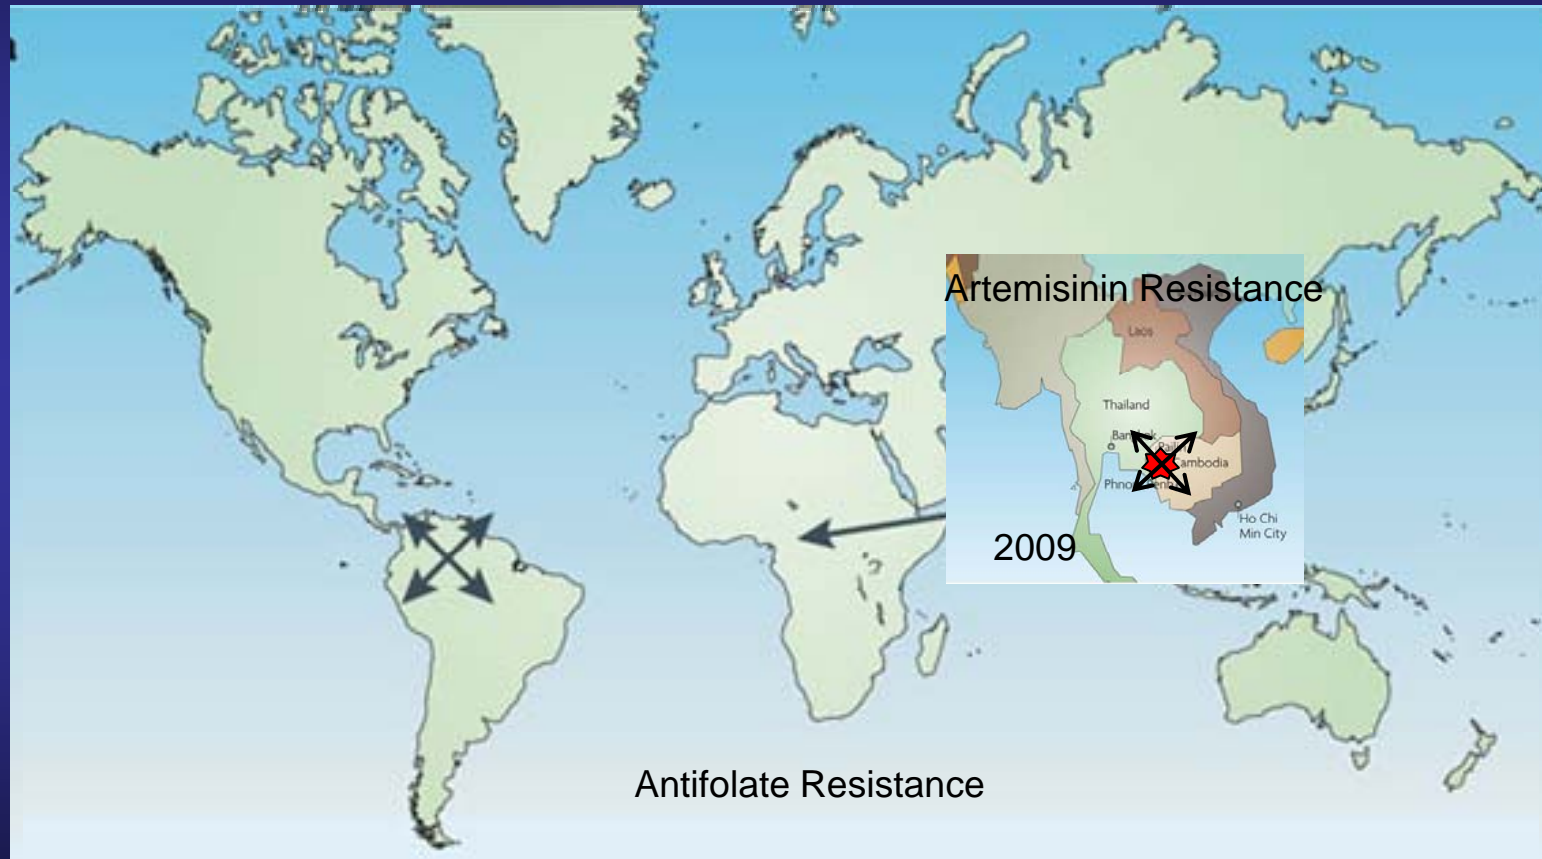 Artemisinin Resistance
Laos
Thailand
Cambodia
Ho Chi
Min City
2009
Antifolate Resistance